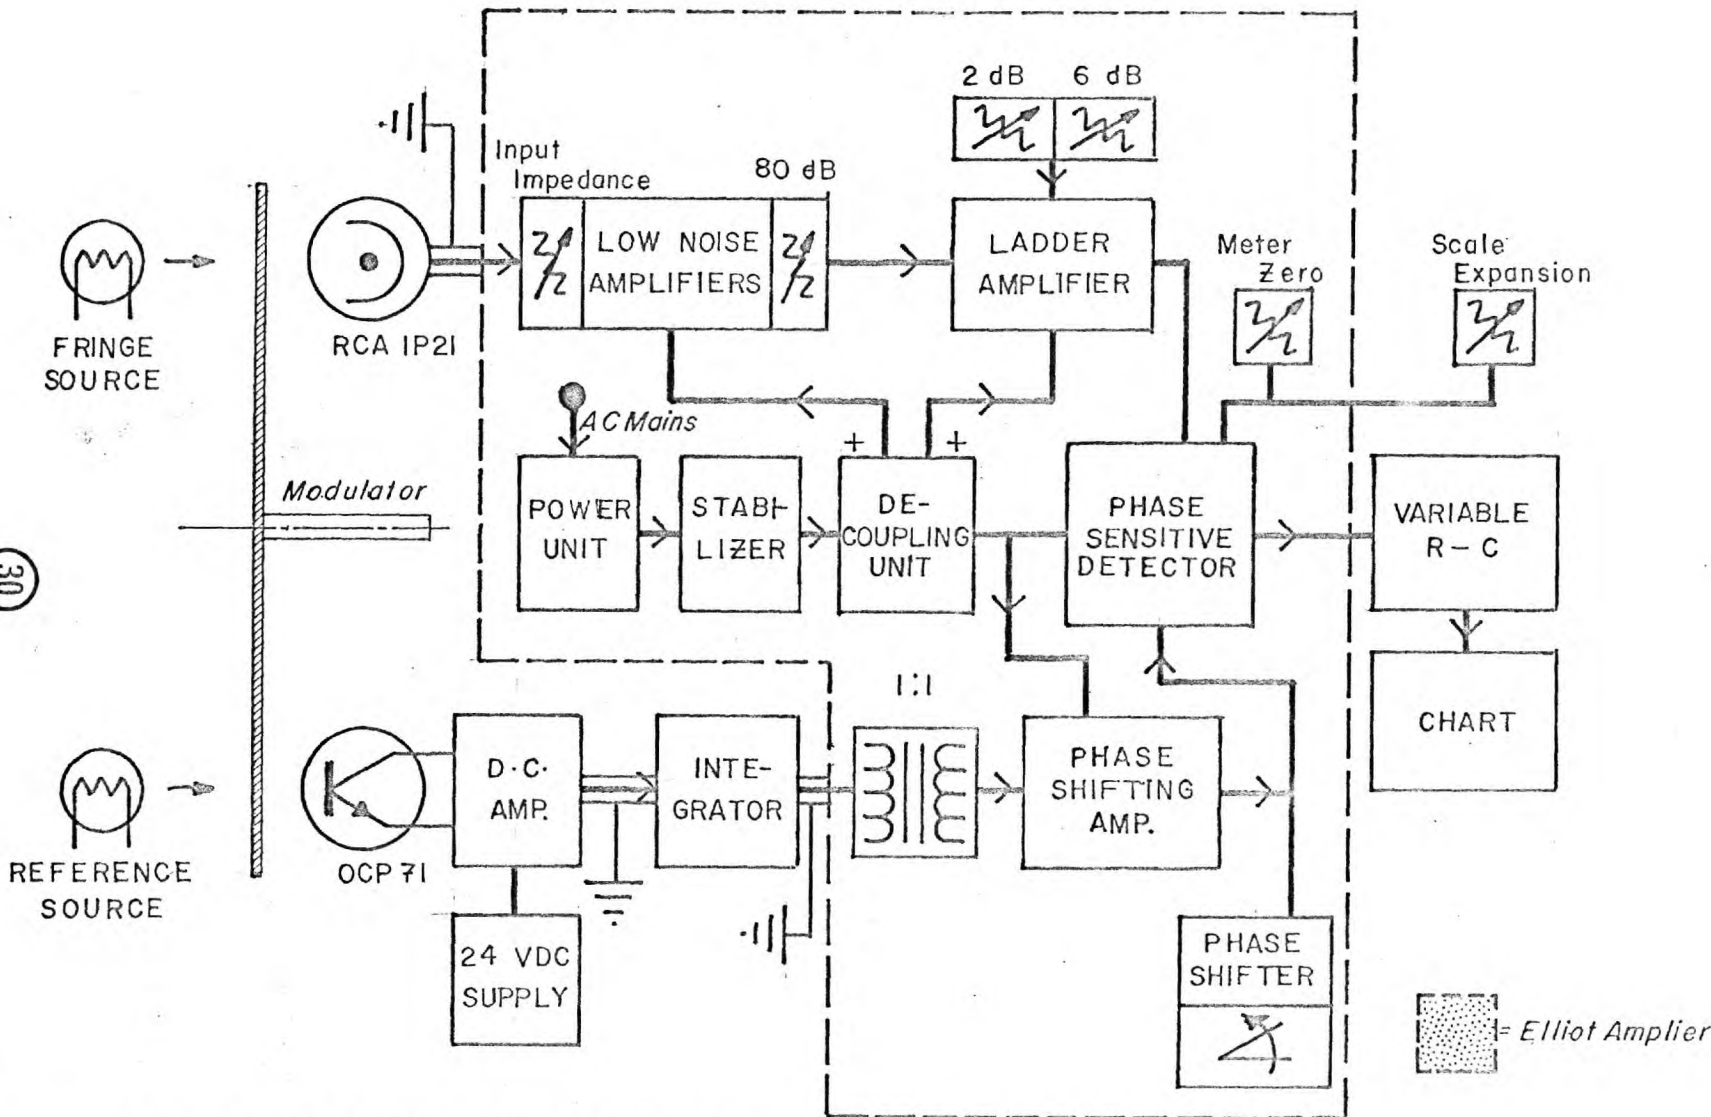 2 dB
6 dB
Input
Impedance
80 dB
LOW NOISE
AMPLIFIERS
LADDER
AMPLIFIER
Meter
Zero
Scale
Expansion
FRINGE
SOURCE
RCA 1P21
AC Mains
+
+
Modulator
POWER
UNIT
STABI-
LIZER
DE-
COUPLING
UNIT
PHASE
SENSITIVE
DETECTOR
VARIABLE
R-C
30
1:1
CHART
D.C.
AMP.
INTE-
GRATOR
PHASE
SHIFTING
AMP.
REFERENCE
SOURCE
OCP 71
24 VDC
SUPPLY
PHASE
SHIFTER
= Elliot Amplier